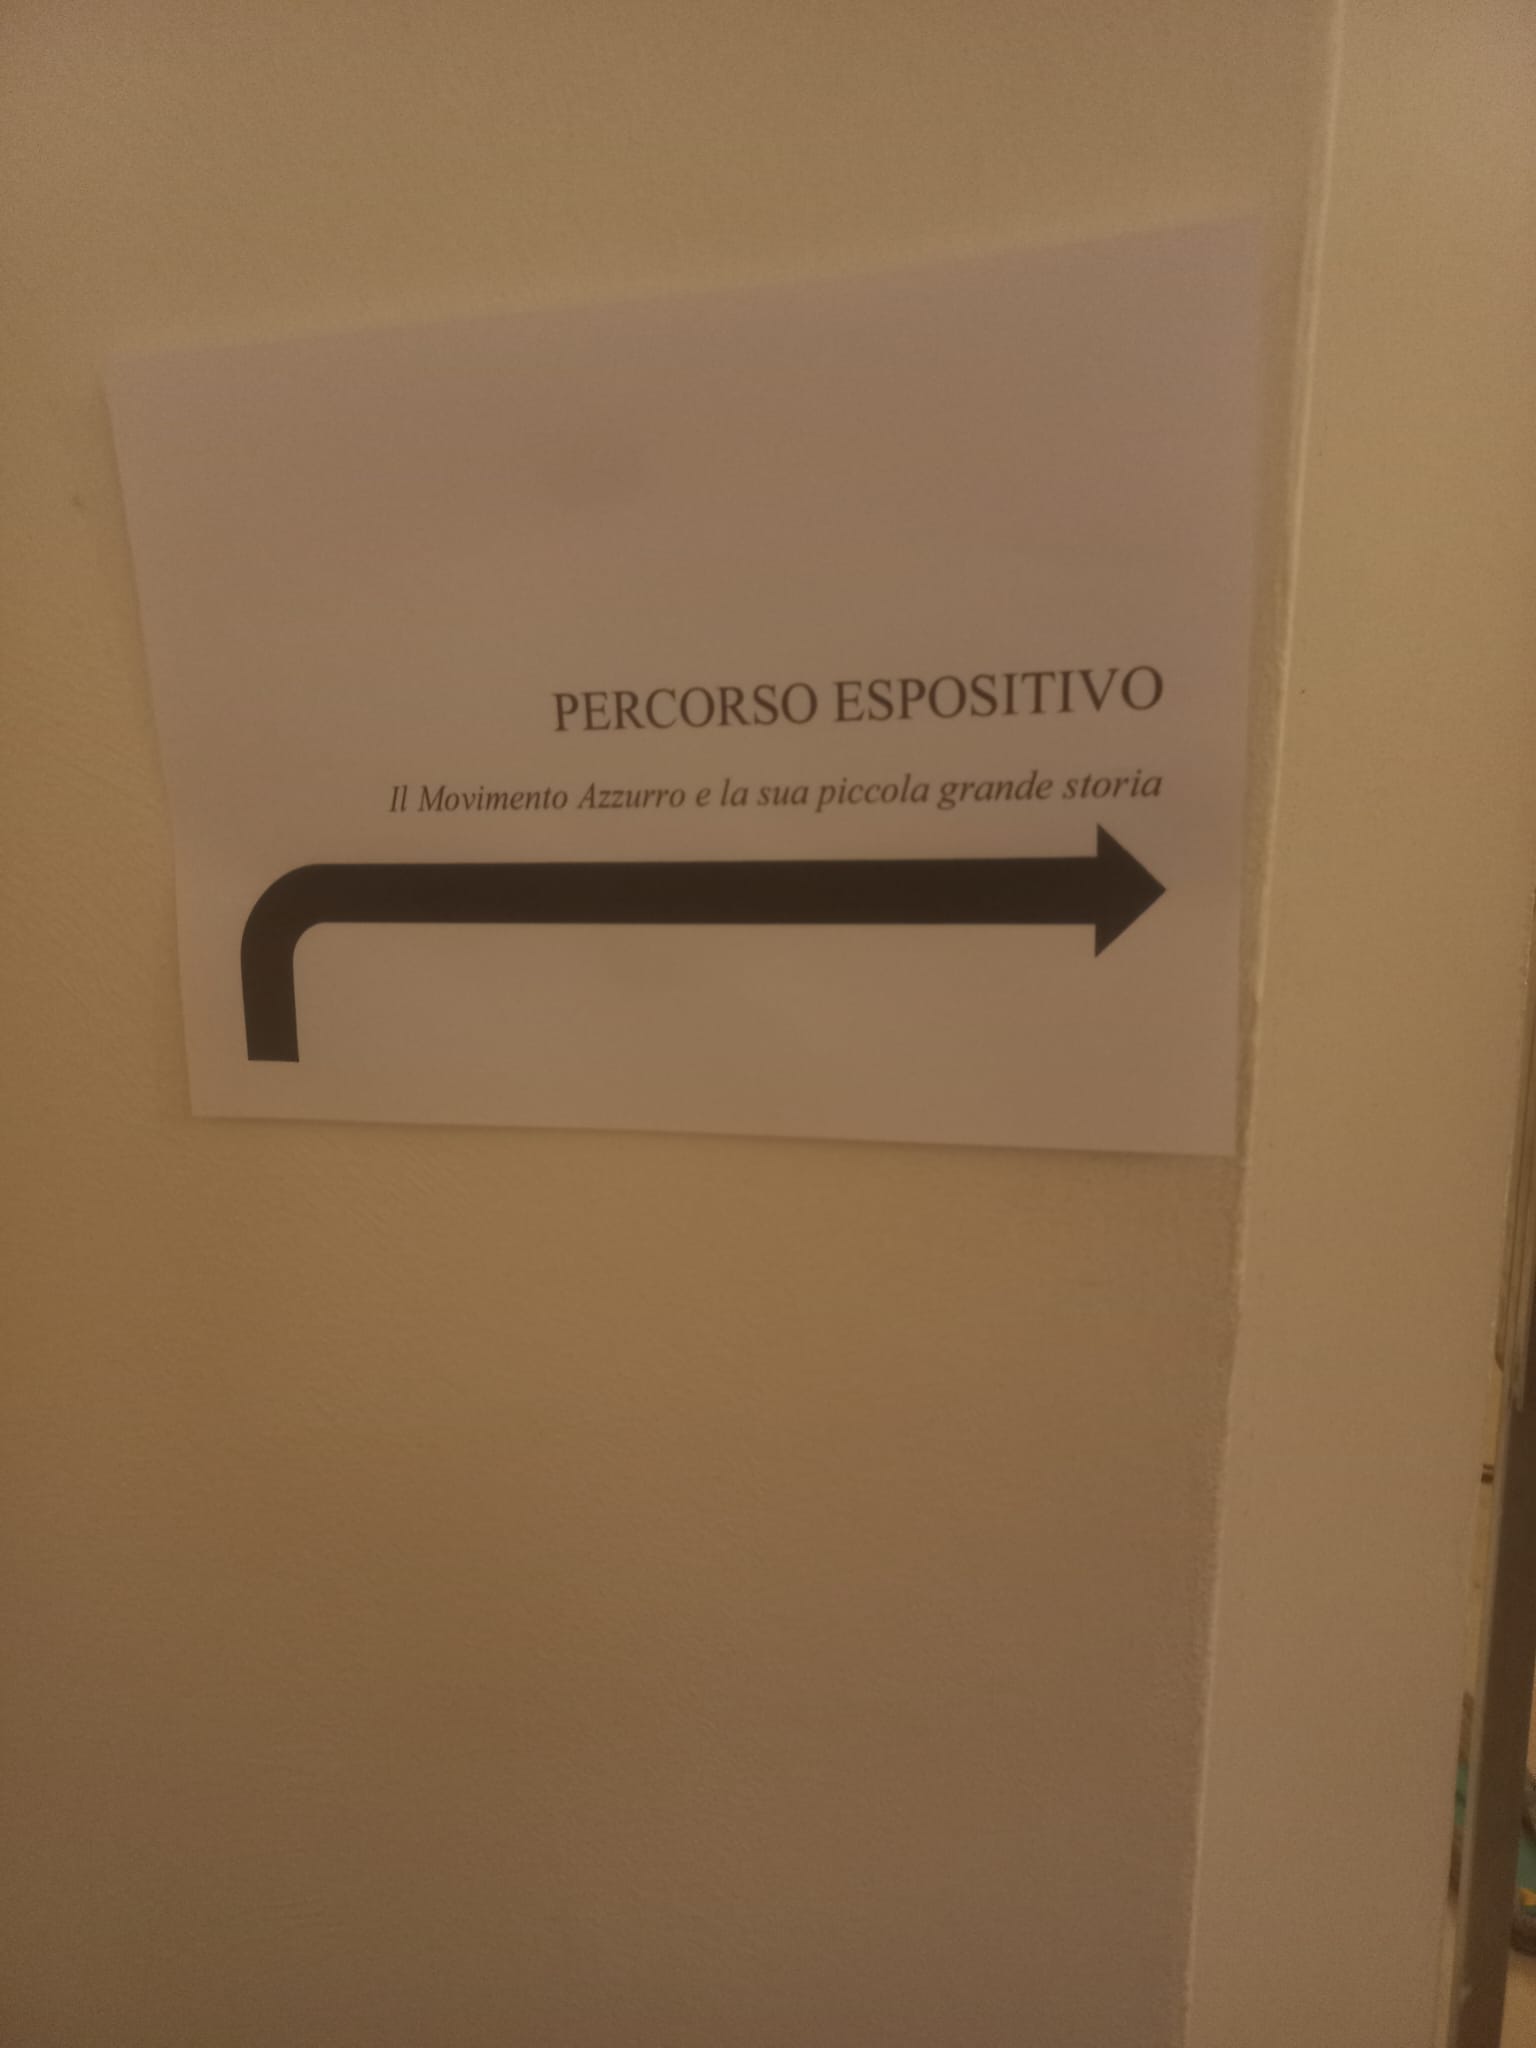 PERCORSO ESPOSITIVO
Il Movimento Azzurro e la sua piccola grande storia